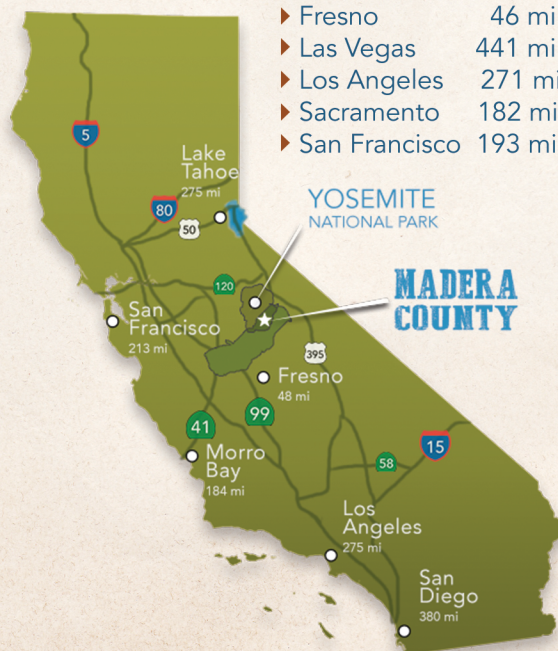 Fresno 46 mi
Las Vegas 441 mi
Los Angeles 271 mi
Sacramento 182 mi
San Francisco 193 mi
5
Lake
Tahoe
275 mi
80
50
YOSEMITE
NATIONAL PARK
120
MADERA
COUNTY
San
Francisco
213 mi
395
Fresno
48 mi
41
99
15
Morro
Bay
184 mi
58
Los
Angeles
275 mi
San
Diego
380 mi